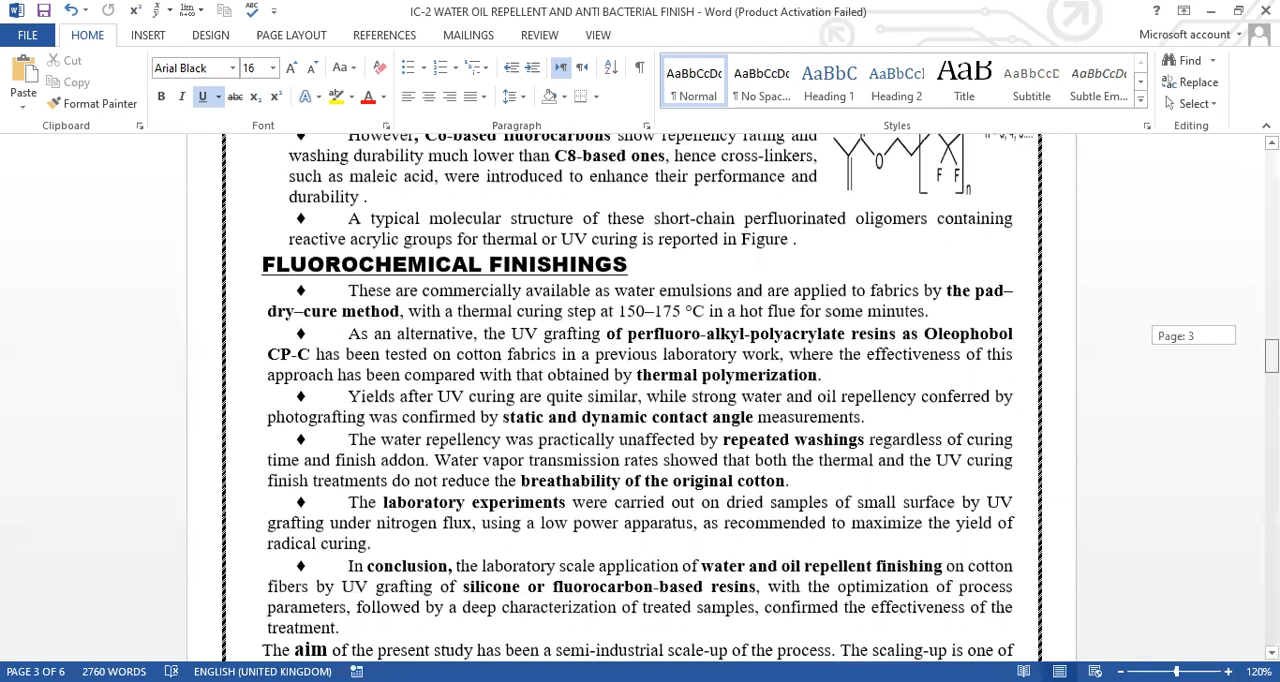 IC-2 WATER OIL REPELLENT AND ANTI BACTERIAL FINISH - Word (Product Activation Failed)
FILE HOME INSERT DESIGN PAGE LAYOUT REFERENCES MAILINGS REVIEW VIEW Microsoft account
Paste
Cut
Copy
Format Painter
Arial Black 16
AaBbCcDc AaBbCcDc AaBbC AaBbCcl AaB AaBbCcD AaBbCcDc
¶ Normal ¶ No Spac... Heading 1 Heading 2 Title Subtitle Subtle Em...
Find
Replace
Select
Clipboard Font Paragraph Styles Editing
However, C6-based fluorocarbons show repellency rating and
washing durability much lower than C8-based ones, hence cross-linkers,
such as maleic acid, were introduced to enhance their performance and
durability .
O F F n
♦ A typical molecular structure of these short-chain perfluorinated oligomers containing
reactive acrylic groups for thermal or UV curing is reported in Figure .
FLUOROCHEMICAL FINISHINGS
♦ These are commercially available as water emulsions and are applied to fabrics by the pad–
dry–cure method, with a thermal curing step at 150–175 °C in a hot flue for some minutes.
♦ As an alternative, the UV grafting of perfluoro-alkyl-polyacrylate resins as Oleophobol
CP-C has been tested on cotton fabrics in a previous laboratory work, where the effectiveness of this
approach has been compared with that obtained by thermal polymerization.
♦ Yields after UV curing are quite similar, while strong water and oil repellency conferred by
photografting was confirmed by static and dynamic contact angle measurements.
♦ The water repellency was practically unaffected by repeated washings regardless of curing
time and finish addon. Water vapor transmission rates showed that both the thermal and the UV curing
finish treatments do not reduce the breathability of the original cotton.
♦ The laboratory experiments were carried out on dried samples of small surface by UV
grafting under nitrogen flux, using a low power apparatus, as recommended to maximize the yield of
radical curing.
♦ In conclusion, the laboratory scale application of water and oil repellent finishing on cotton
fibers by UV grafting of silicone or fluorocarbon-based resins, with the optimization of process
parameters, followed by a deep characterization of treated samples, confirmed the effectiveness of the
treatment.
The aim of the present study has been a semi-industrial scale-up of the process. The scaling-up is one of
Page: 3
PAGE 3 OF 6 2760 WORDS ENGLISH (UNITED KINGDOM) 120%